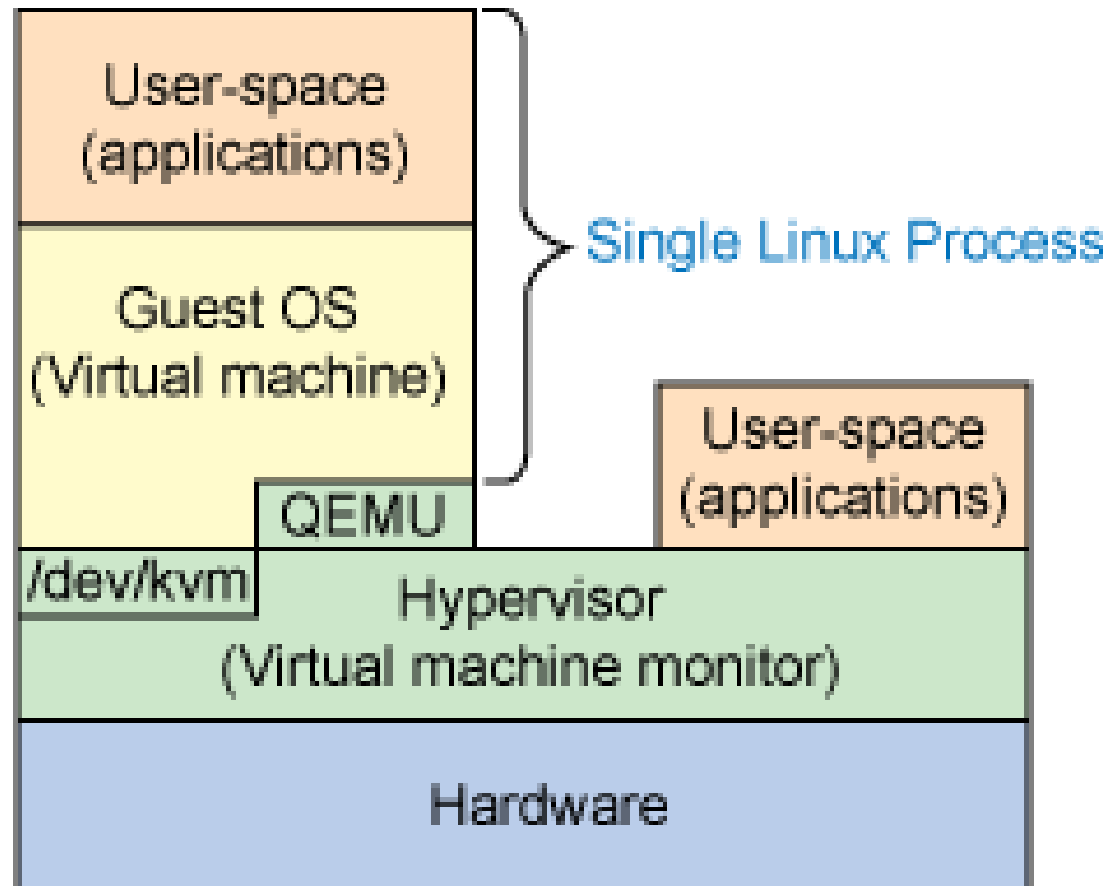 User-space
(applications)
Single Linux Process
Guest OS
(Virtual machine)
User-space
(applications)
QEMU
/dev/kvm
Hypervisor
(Virtual machine monitor)
Hardware